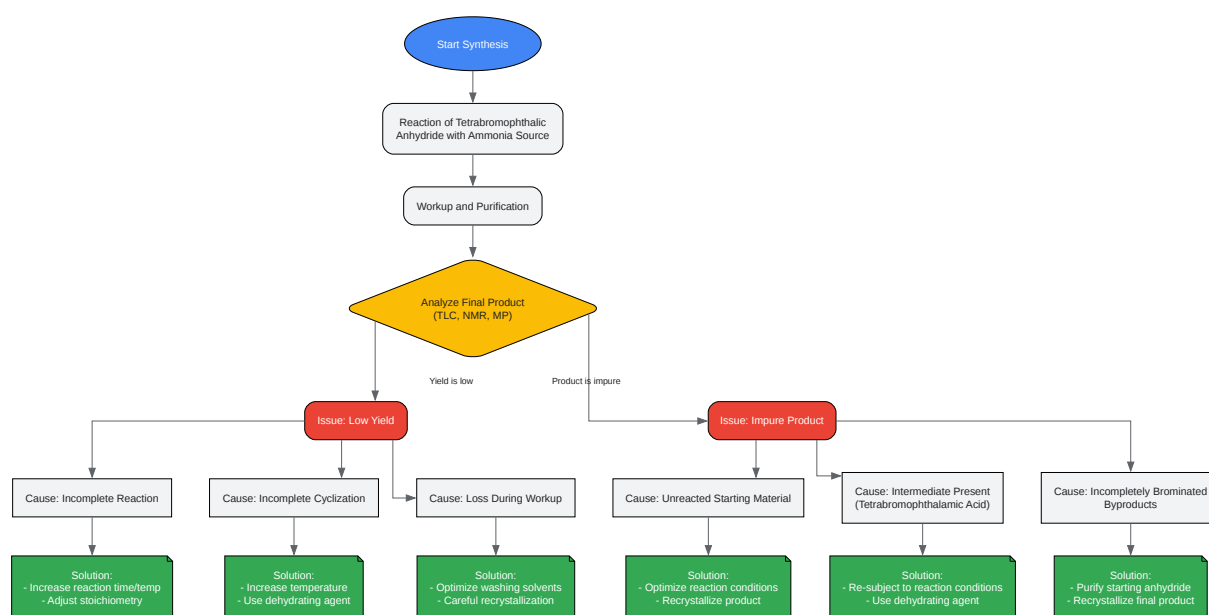 Start Synthesis
Reaction of Tetrabromophthalic
Anhydride with Ammonia Source
Workup and Purification
Analyze Final Product
(TLC, NMR, MP)
Yield is low
Product is impure
Issue: Low Yield
Issue: Impure Product
Cause: Incomplete Reaction
Cause: Incomplete Cyclization
Cause: Loss During Workup
Cause: Unreacted Starting Material
Cause: Intermediate Present
(Tetrabromophthalamic Acid)
Cause: Incompletely Brominated
Byproducts
Solution:
- Increase reaction time/temp
- Adjust stoichiometry
Solution:
- Increase temperature
- Use dehydrating agent
Solution:
- Optimize washing solvents
- Careful recrystallization
Solution:
- Optimize reaction conditions
- Recrystallize product
Solution:
- Re-subject to reaction conditions
- Use dehydrating agent
Solution:
- Purify starting anhydride
- Recrystallize final product